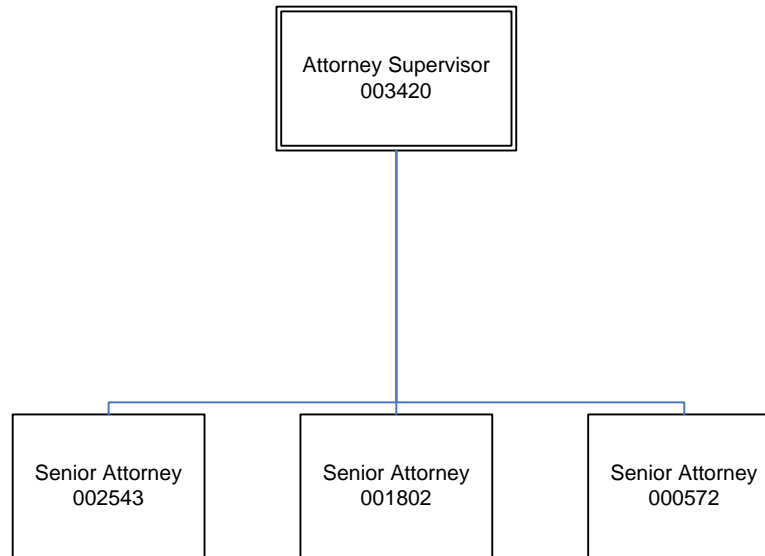 Attorney Supervisor
003420
Senior Attorney
002543
Senior Attorney
001802
Senior Attorney
000572